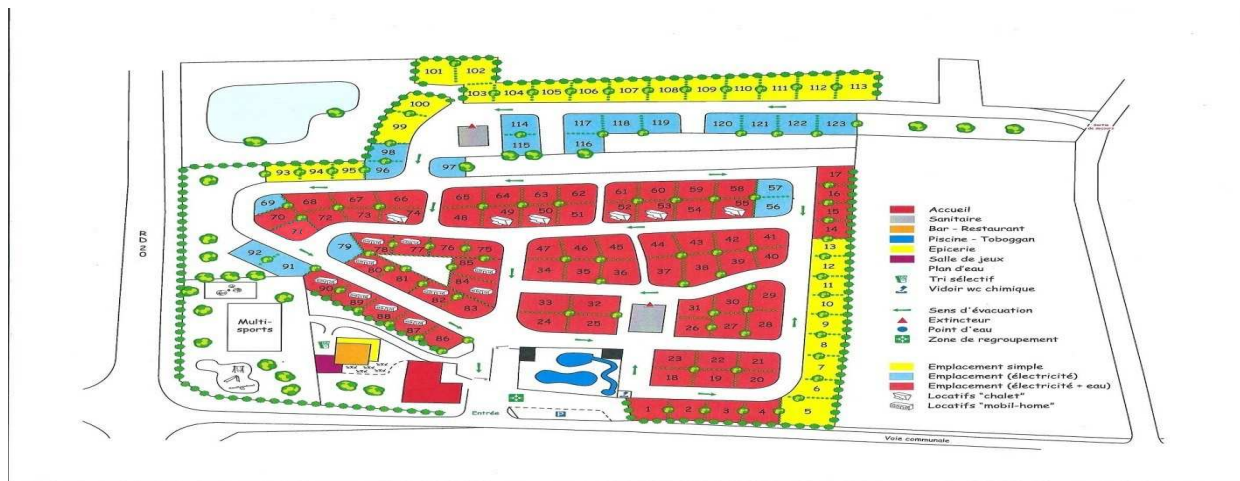 101 102
103 104 105 106 107 108 109 110 111 112 113
100
99
114 117 118 119 120 121 122 123
115 116
98
96
97
93 94 95
69 68 67 66
70 72 73 74
65 64 63 62
48 49 50 51
61 60 59 58 57
52 53 54 55 56
17
16
15
14
13
12
11
10
9
8
7
6
5
RD 20
92 91
79 78 77 76 75
80 81 82 83 84 85
90 89 88 87 86
47 46 45
34 35 36
44 43 42 41
37 38 39 40
33 32
24 25
31 30 29
26 27 28
23 22 21
18 19 20
1 2 3 4
Multi-
sports
Entrée
P
Voie communale
Accueil
Sanitaire
Bar - Restaurant
Piscine - Toboggan
Epicerie
Salle de jeux
Plan d'eau
Tri sélectif
Vidoir wc chimique
Sens d'évacuation
Extincteur
Point d'eau
Zone de regroupement
Emplacement simple
Emplacement (électricité)
Emplacement (électricité + eau)
Locatifs "chalet"
Locatifs "mobil-home"